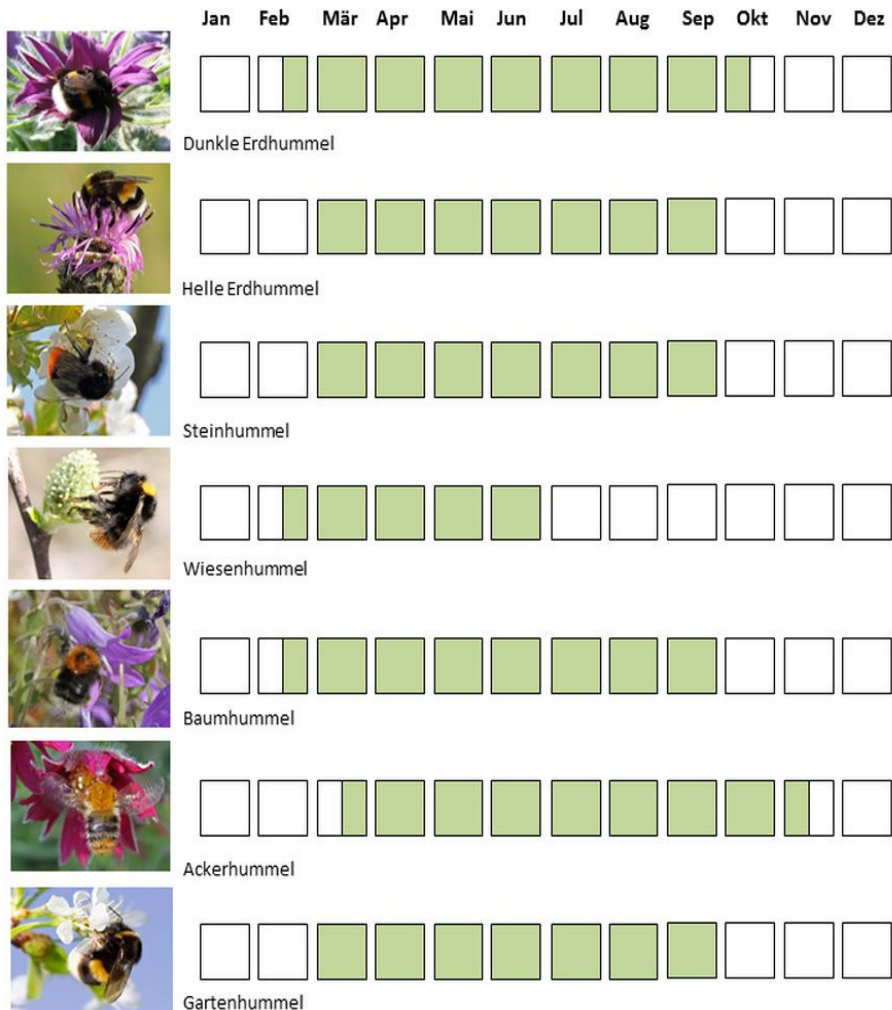 Jan Feb Mär Apr Mai Jun Jul Aug Sep Okt Nov Dez
Dunkle Erdhummel
Helle Erdhummel
Steinhummel
Wiesenhummel
Baumhummel
Ackerhummel
Gartenhummel